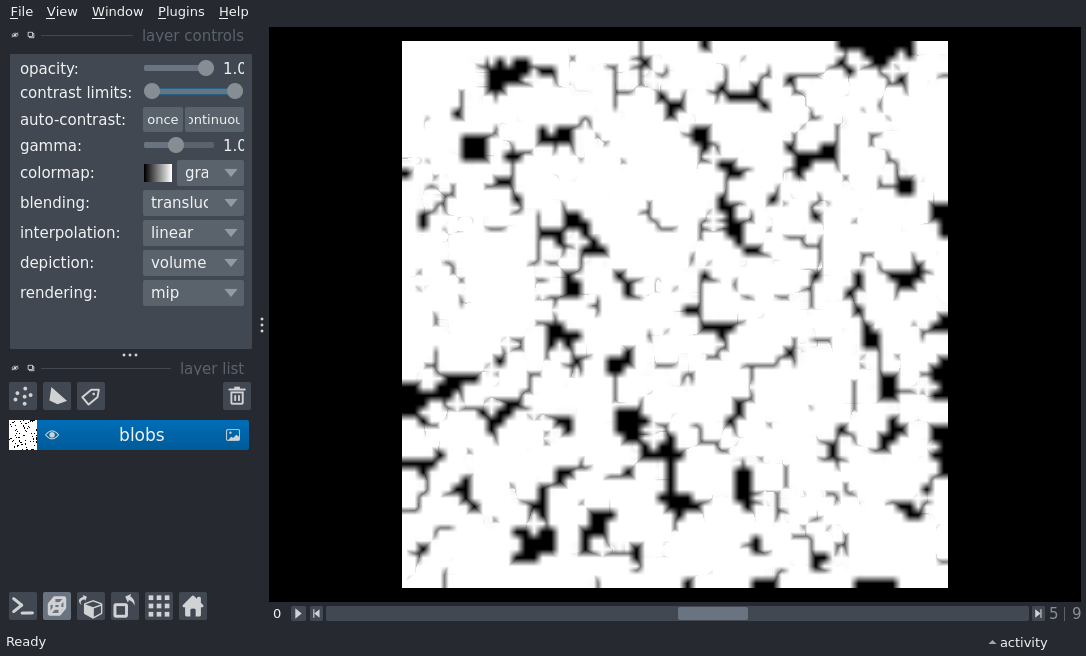 File View Window Plugins Help
layer controls
opacity: 1.0
contrast limits:
auto-contrast: once ontinuou
gamma: 1.0
colormap: gra
blending: transluc
interpolation: linear
depiction: volume
rendering: mip
layer list
blobs
0 5 | 9
Ready activity